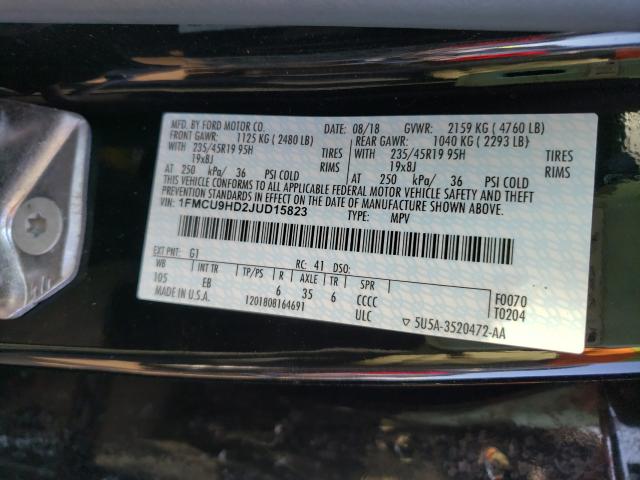 MFD. BY FORD MOTOR CO. DATE: 08/18 GVWR: 2159 KG ( 4760 LB)
FRONT GAWR: 1125 KG ( 2480 LB) REAR GAWR: 1040 KG ( 2293 LB)
235/45R19 95H TIRES 235/45R19 95H TIRES
19x8J 19x8J
AT 250 kPa/ 36 PSI COLD AT 250 kPa/ 36 PSI COLD
THIS VEHICLE CONFORMS TO ALL APPLICABLE FEDERAL MOTOR VEHICLE SAFETY AND THEFT
PREVENTION STANDARDS IN EFFECT ON THE DATE OF MANUFACTURE SHOWN ABOVE.
VIN: 1FMCU9HD2JUD15823 TYPE: MPV
EXT PNT: G1 RC: 41 DSO:
WB INT TR TP/PS R AXLE TR SPR
105 EB 6 35 6 CCCC F0070
MADE IN U.S.A. 1201808164691 ULC T0204
▽ 5U5A-3520472-AA